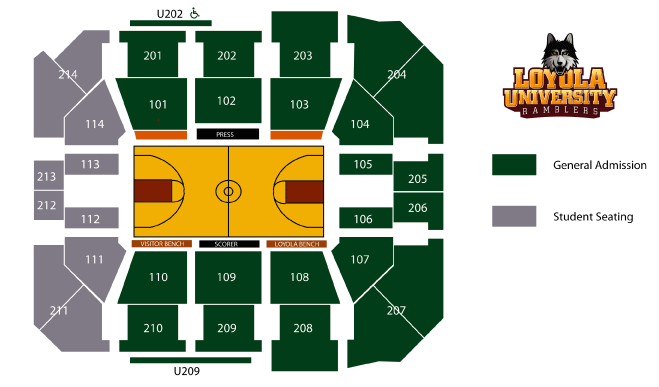 U202
201
202
203
214
204
101
102
103
114
104
PRESS
LOYOLA
UNIVERSITY
RAMBLERS
113
105
General Admission
213
205
212
206
112
106
Student Seating
VISITOR BENCH
SCORER
LOYOLA BENCH
111
107
110
109
108
211
207
210
209
208
U209